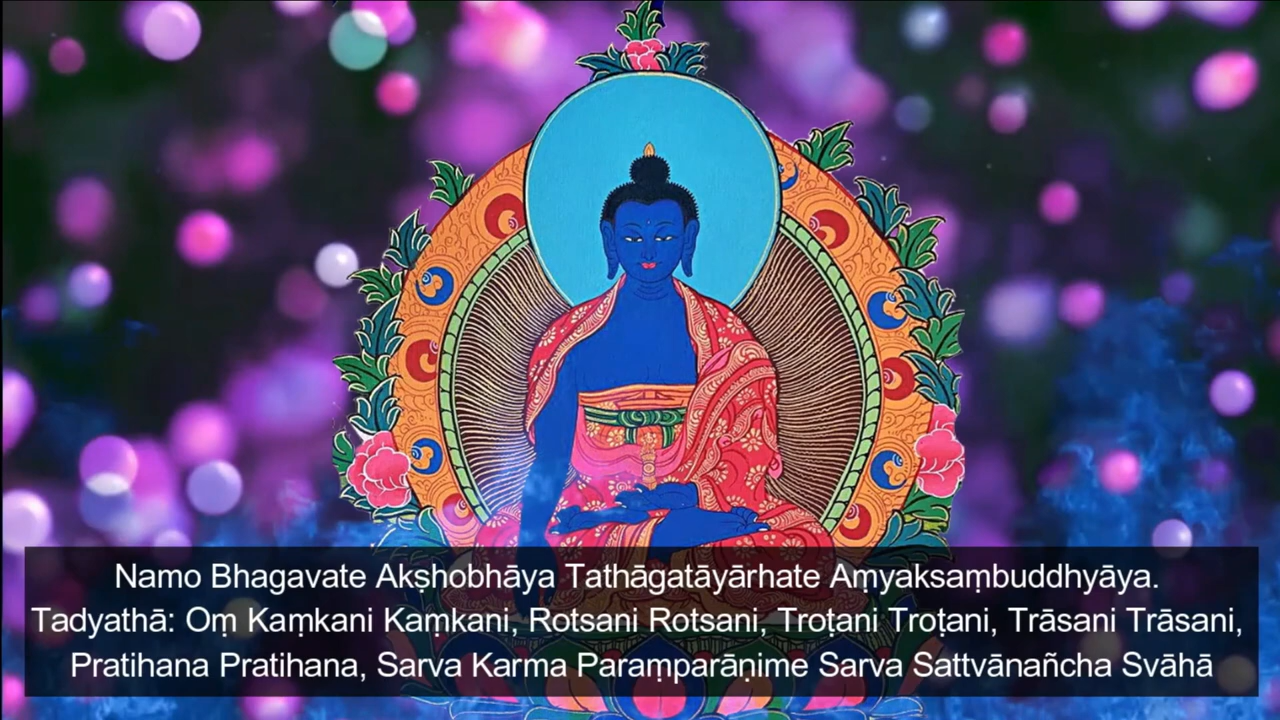 Namo Bhagavate Akṣhobhāya Tathāgatāyārhate Aṃyaksaṃbuddhyāya.
Tadyathā: Oṃ Kaṃkani Kaṃkani, Rotsani Rotsani, Troṭani Troṭani, Trāsani Trāsani,
Pratihana Pratihana, Sarva Karma Paraṃparāṇime Sarva Sattvānañcha Svāhā